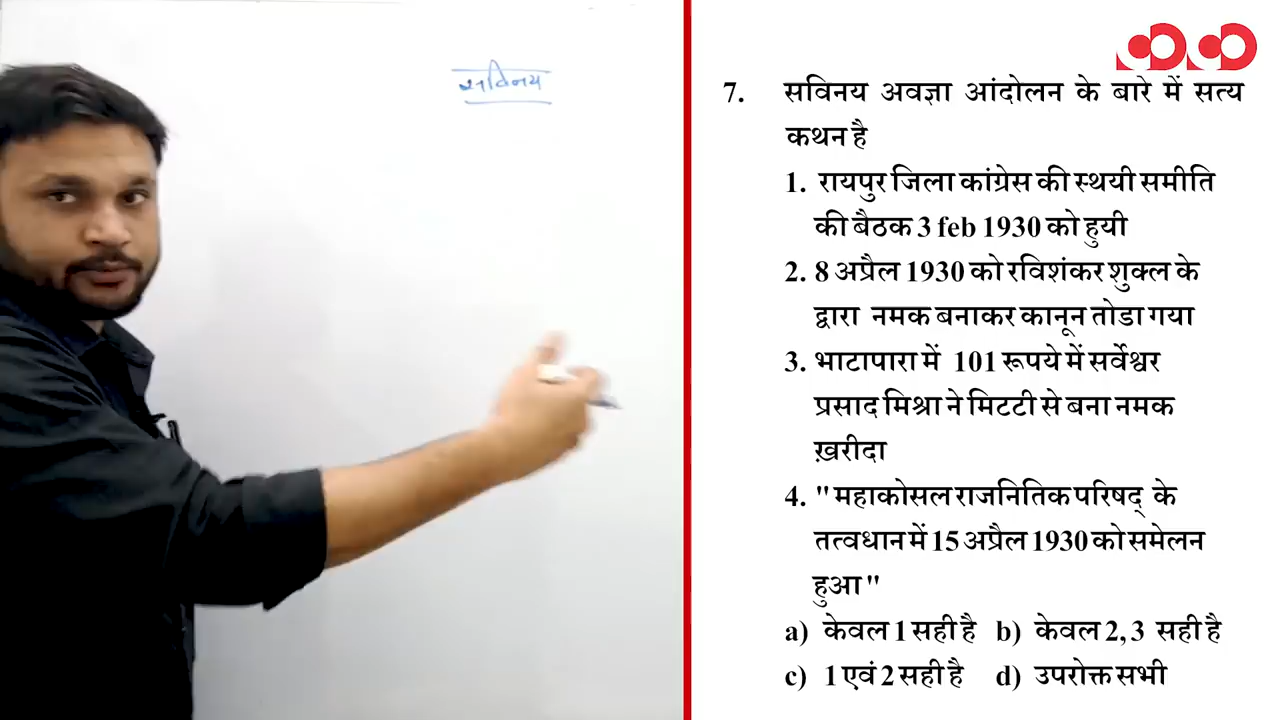 सविनय
7. सविनय अवज्ञा आंदोलन के बारे में सत्य
कथन है
1. रायपुर जिला कांग्रेस की स्थयी समीति
की बैठक 3 feb 1930 को हुयी
2. 8 अप्रैल 1930 को रविशंकर शुक्ल के
द्वारा नमक बनाकर कानून तोडा गया
3. भाटापारा में 101 रूपये में सर्वेश्वर
प्रसाद मिश्रा ने मिटटी से बना नमक
ख़रीदा
4. "महाकोसल राजनितिक परिषद् के
तत्वधान में 15 अप्रैल 1930 को समेलन
हुआ"
a) केवल 1 सही है b) केवल 2, 3 सही है
c) 1 एवं 2 सही है d) उपरोक्त सभी